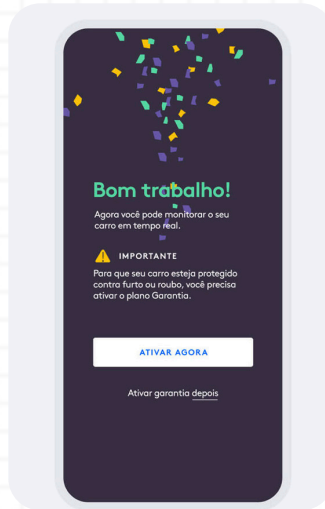 Bom trabalho!
Agora você pode monitorar o seu
carro em tempo real.
IMPORTANTE
Para que seu carro esteja protegido
contra furto ou roubo, você precisa
ativar o plano Garantia.
ATIVAR AGORA
Ativar garantia depois